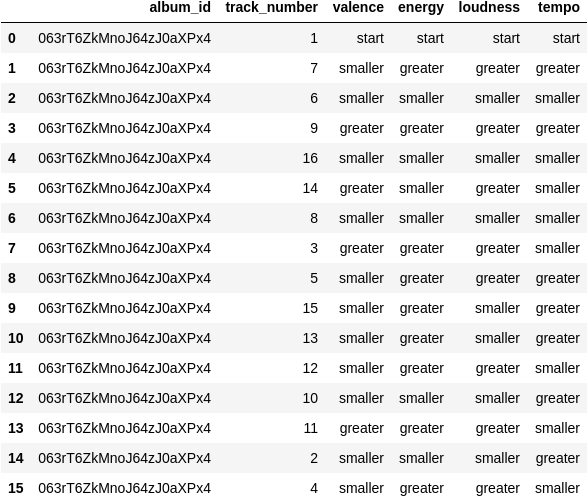 album_id track_number valence energy loudness tempo
0 063rT6ZkMnoJ64zJ0aXPx4 1 start start start start
1 063rT6ZkMnoJ64zJ0aXPx4 7 smaller greater greater greater
2 063rT6ZkMnoJ64zJ0aXPx4 6 smaller smaller smaller smaller
3 063rT6ZkMnoJ64zJ0aXPx4 9 greater greater greater greater
4 063rT6ZkMnoJ64zJ0aXPx4 16 smaller smaller smaller smaller
5 063rT6ZkMnoJ64zJ0aXPx4 14 greater smaller greater smaller
6 063rT6ZkMnoJ64zJ0aXPx4 8 smaller smaller smaller smaller
7 063rT6ZkMnoJ64zJ0aXPx4 3 greater greater greater smaller
8 063rT6ZkMnoJ64zJ0aXPx4 5 smaller greater greater greater
9 063rT6ZkMnoJ64zJ0aXPx4 15 smaller greater smaller greater
10 063rT6ZkMnoJ64zJ0aXPx4 13 smaller greater smaller greater
11 063rT6ZkMnoJ64zJ0aXPx4 12 smaller greater greater smaller
12 063rT6ZkMnoJ64zJ0aXPx4 10 smaller smaller smaller greater
13 063rT6ZkMnoJ64zJ0aXPx4 11 greater greater greater smaller
14 063rT6ZkMnoJ64zJ0aXPx4 2 smaller smaller smaller greater
15 063rT6ZkMnoJ64zJ0aXPx4 4 smaller greater greater smaller